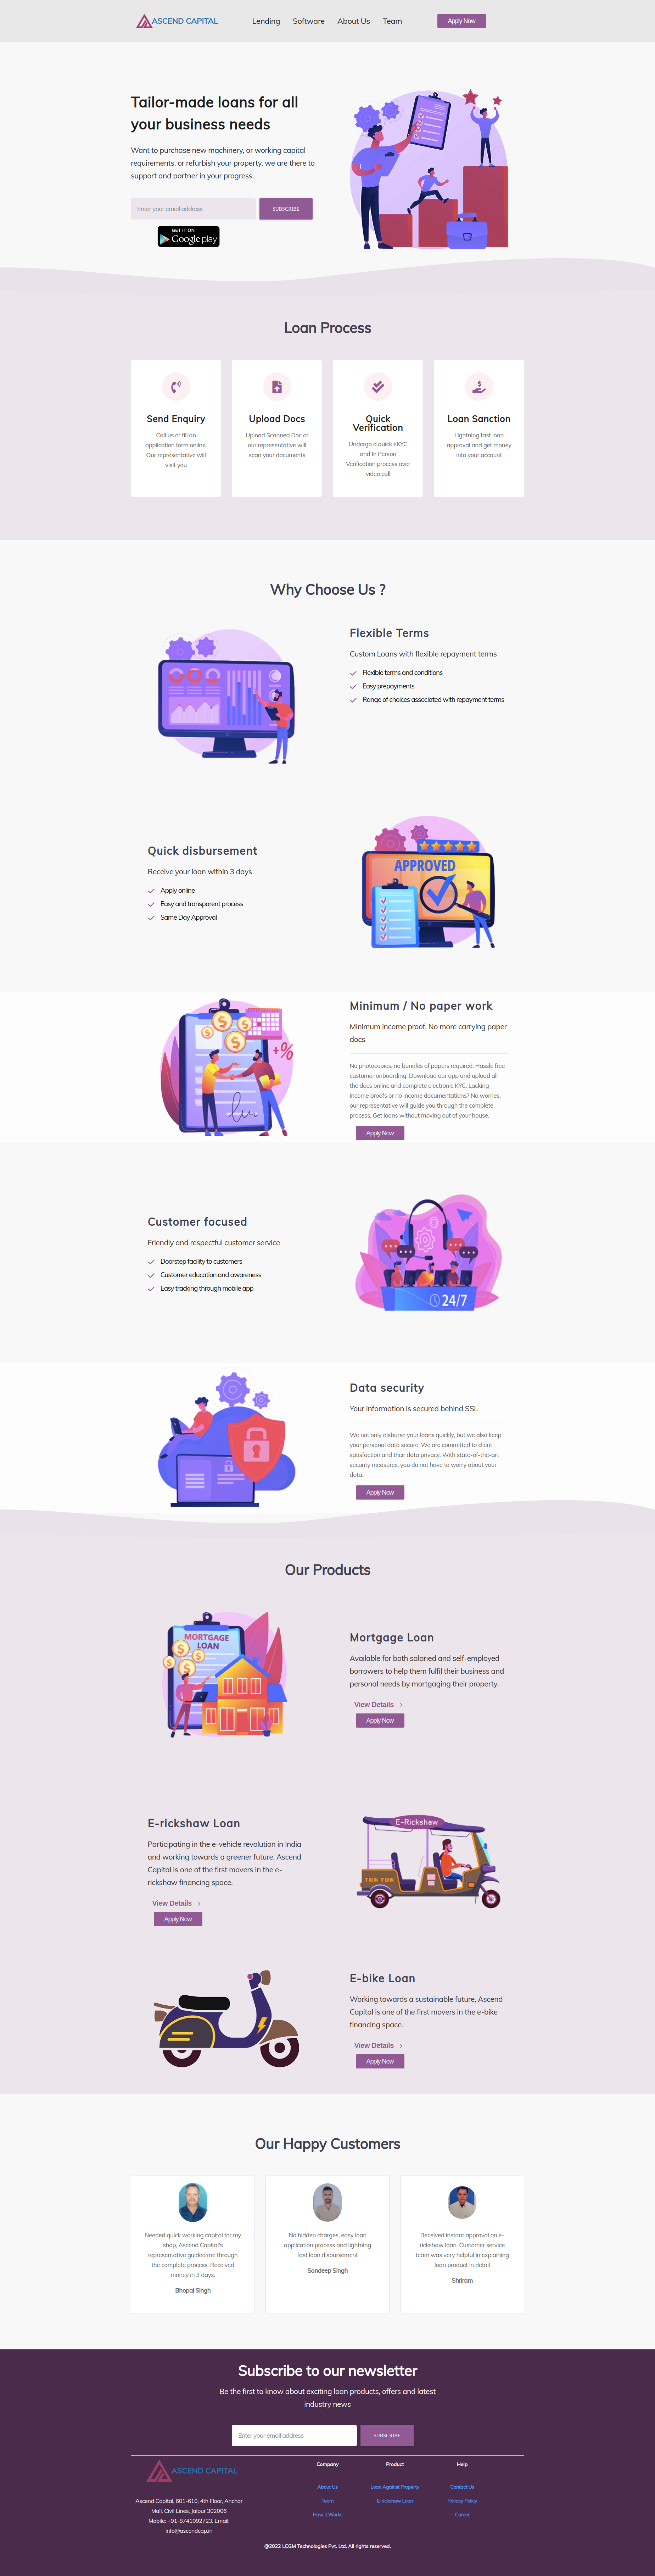 ASCEND CAPITAL
Lending Software About Us Team
Apply Now
Tailor-made loans for all
your business needs
Want to purchase new machinery, or working capital
requirements, or refurbish your property, we are there to
support and partner in your progress.
Enter your email address
SUBSCRIBE
GET IT ON
Google play
Loan Process
Send Enquiry
Call us or fill an
application form online.
Our representative will
visit you
Upload Docs
Upload Scanned Doc or
our representative will
scan your documents
Quick
Verification
Undergo a quick eKYC
and In Person
Verification process over
video call
Loan Sanction
Lightning fast loan
approval and get money
into your account
Why Choose Us ?
Flexible Terms
Custom Loans with flexible repayment terms
Flexible terms and conditions
Easy prepayments
Range of choices associated with repayment terms
Quick disbursement
Receive your loan within 3 days
Apply online
Easy and transparent process
Same Day Approval
APPROVED
+%
Minimum / No paper work
Minimum income proof. No more carrying paper
docs
No photocopies, no bundles of papers required. Hassle free
customer onboarding. Download our app and upload all
the docs online and complete electronic KYC. Lacking
income proofs or no income documentations? No worries,
our representative will guide you through the complete
process. Get loans without moving out of your house.
Apply Now
Customer focused
Friendly and respectful customer service
Doorstep facility to customers
Customer education and awareness
Easy tracking through mobile app
24/7
Data security
Your information is secured behind SSL
We not only disburse your loans quickly, but we also keep
your personal data secure. We are committed to client
satisfaction and their data privacy. With state-of-the-art
security measures, you do not have to worry about your
data.
Apply Now
Our Products
MORTGAGE
LOAN
Mortgage Loan
Available for both salaried and self-employed
borrowers to help them fulfil their business and
personal needs by mortgaging their property.
View Details
Apply Now
E-rickshaw Loan
Participating in the e-vehicle revolution in India
and working towards a greener future, Ascend
Capital is one of the first movers in the e-
rickshaw financing space.
View Details
Apply Now
E-Rickshaw
TUK TUK
E-bike Loan
Working towards a sustainable future, Ascend
Capital is one of the first movers in the e-bike
financing space.
View Details
Apply Now
Our Happy Customers
Needed quick working capital for my
shop, Ascend Capital's
representative guided me through
the complete process. Received
money in 3 days.
Bhopal Singh
No hidden charges, easy loan
application process and lightning
fast loan disbursement
Sandeep Singh
Received instant approval on e-
rickshaw loan. Customer service
team was very helpful in explaining
loan product in detail
Shriram
Subscribe to our newsletter
Be the first to know about exciting loan products, offers and latest
industry news
Enter your email address
SUBSCRIBE
ASCEND CAPITAL
Ascend Capital, 601-610, 4th Floor, Anchor
Mall, Civil Lines, Jaipur 302006
Mobile: +91-8741092723, Email:
info@ascendcap.in
Company
About Us
Team
How it Works
Product
Loan Against Property
E-rickshaw Loan
Help
Contact Us
Privacy Policy
Career
@2022 LCGM Technologies Pvt. Ltd. All rights reserved.